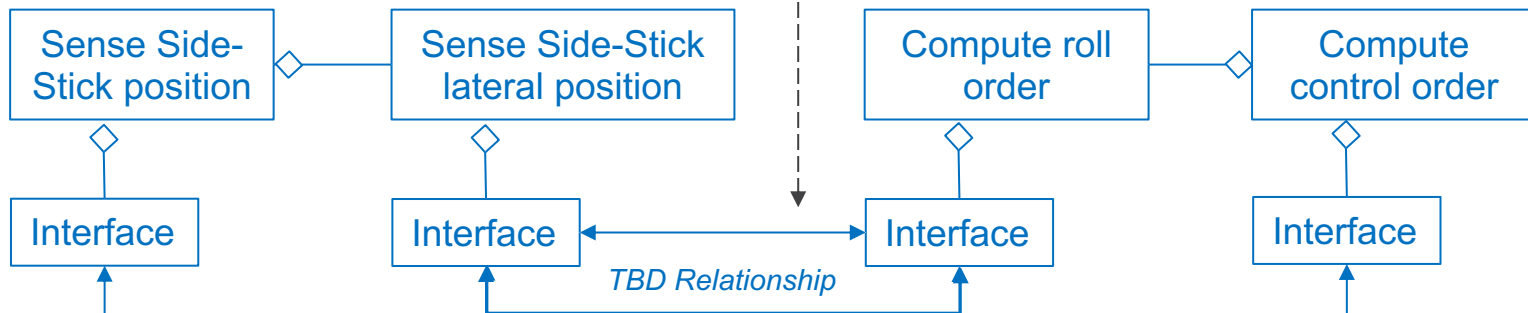 Sense Side-
Stick position
Sense Side-Stick
lateral position
Compute roll
order
Compute
control order
Interface
Interface
Interface
Interface
TBD Relationship